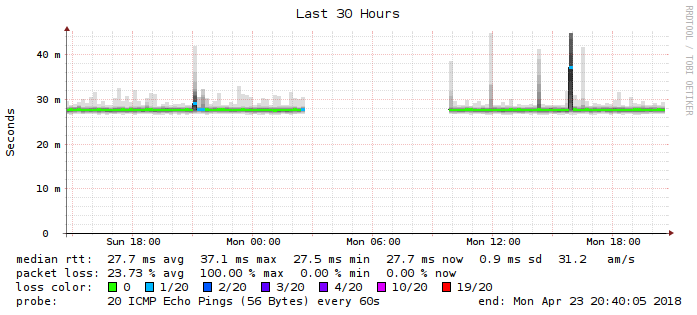 Last 30 Hours
RRDTOOL / TOBI OETIKER
Seconds
40 m
30 m
20 m
10 m
0
Sun 18:00 Mon 00:00 Mon 06:00 Mon 12:00 Mon 18:00
median rtt: 27.7 ms avg 37.1 ms max 27.5 ms min 27.7 ms now 0.9 ms sd 31.2 am/s
packet loss: 23.73 % avg 100.00 % max 0.00 % min 0.00 % now
loss color: 0 1/20 2/20 3/20 4/20 10/20 19/20
probe: 20 ICMP Echo Pings (56 Bytes) every 60s end: Mon Apr 23 20:40:05 2018